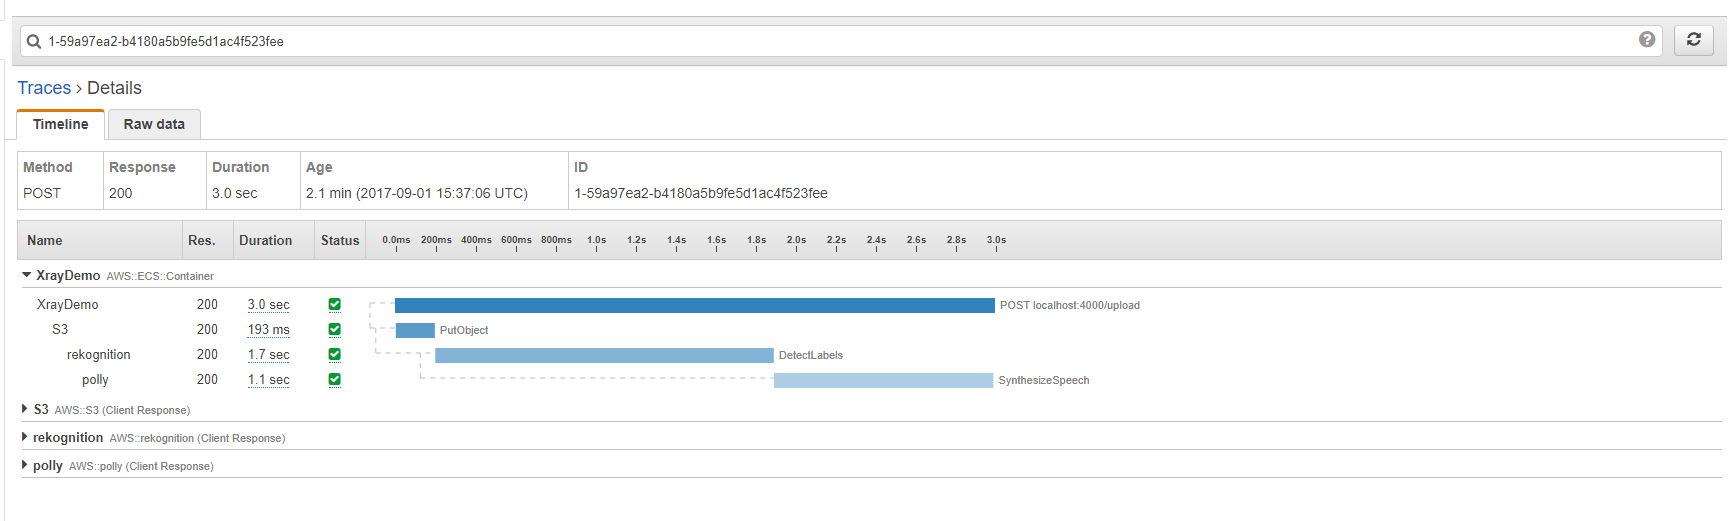 1-59a97ea2-b4180a5b9fe5d1ac4f523fee ?
Traces > Details
Timeline Raw data
Method Response Duration Age ID
POST 200 3.0 sec 2.1 min (2017-09-01 15:37:06 UTC) 1-59a97ea2-b4180a5b9fe5d1ac4f523fee
Name Res. Duration Status 0.0ms 200ms 400ms 600ms 800ms 1.0s 1.2s 1.4s 1.6s 1.8s 2.0s 2.2s 2.4s 2.6s 2.8s 3.0s
XrayDemo AWS::ECS::Container
XrayDemo 200 3.0 sec POST localhost:4000/upload
S3 200 193 ms PutObject
rekognition 200 1.7 sec DetectLabels
polly 200 1.1 sec SynthesizeSpeech
S3 AWS::S3 (Client Response)
rekognition AWS::rekognition (Client Response)
polly AWS::polly (Client Response)